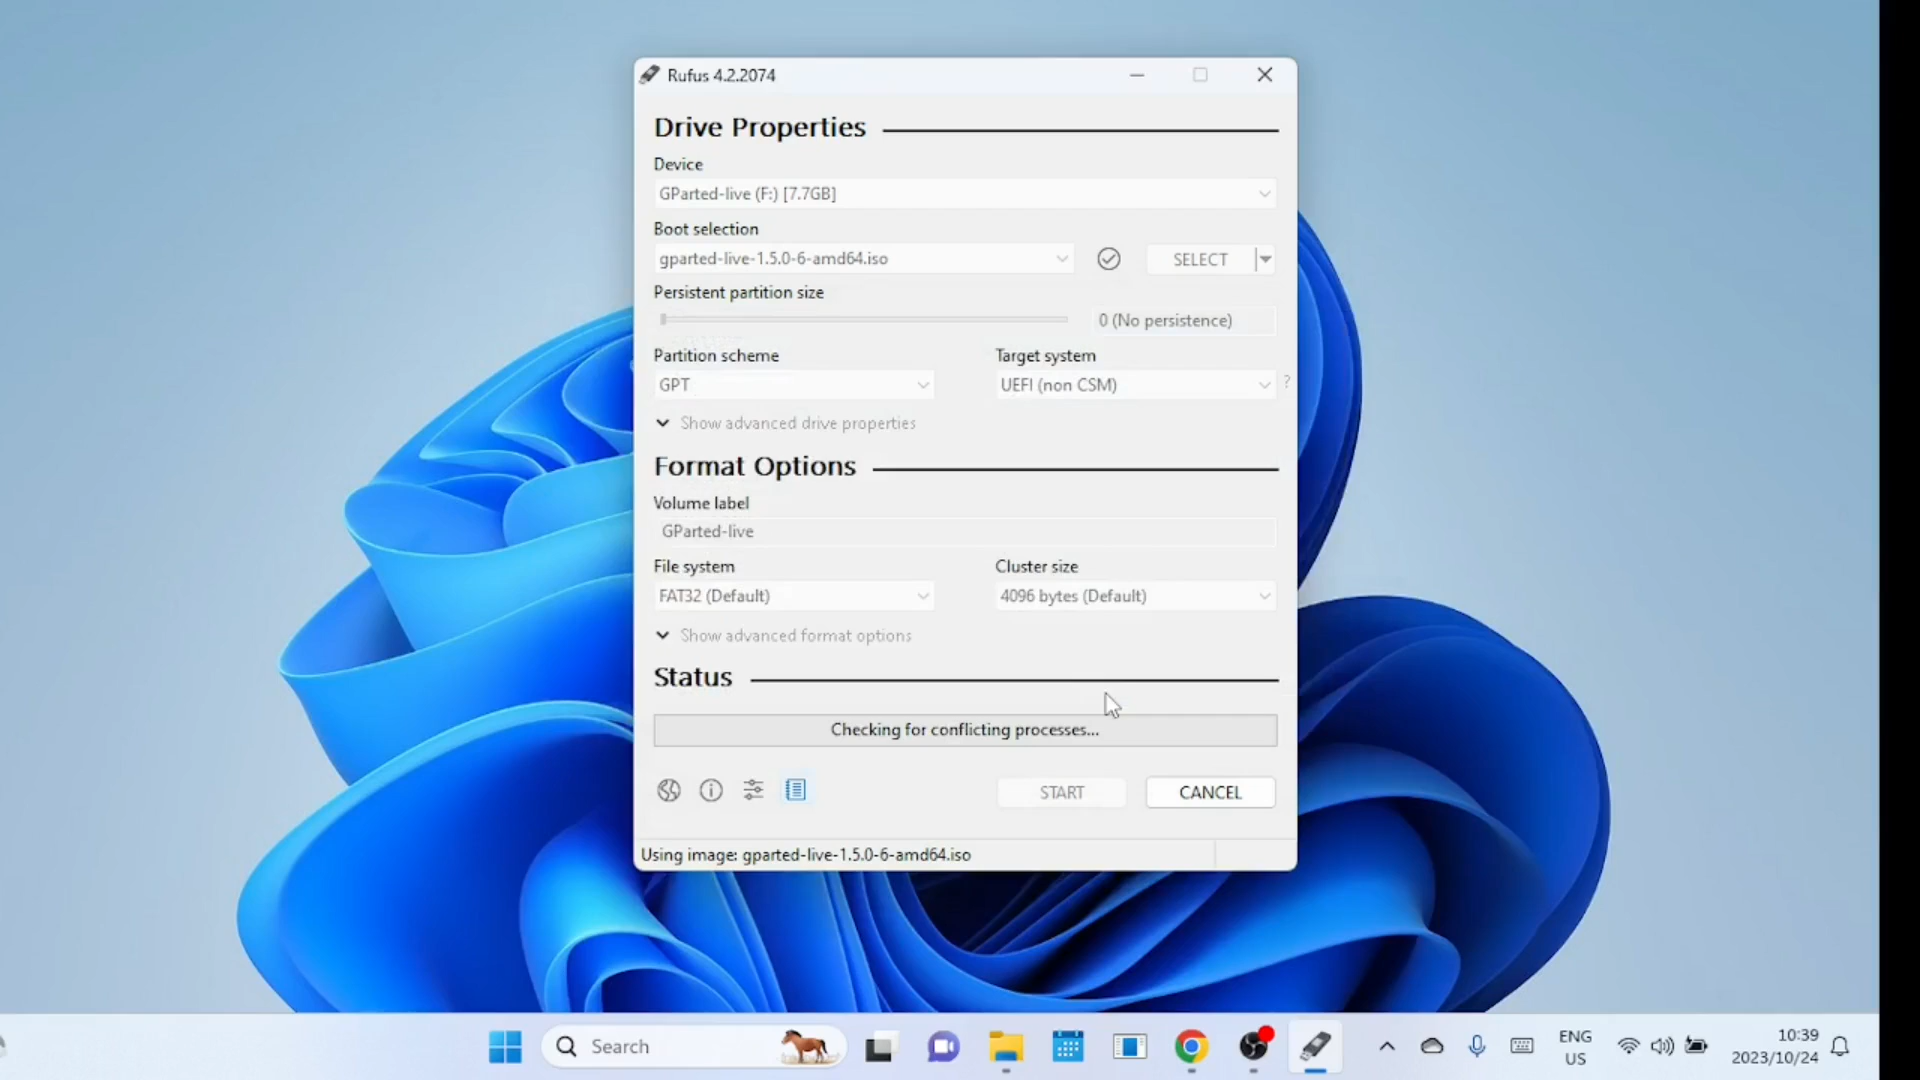 Rufus 4.2.2074
Drive Properties
Device
GParted-live (F:) [7.7GB]
Boot selection
gparted-live-1.5.0-6-amd64.iso
SELECT
Persistent partition size
0 (No persistence)
Partition scheme
Target system
GPT
UEFI (non CSM)
?
Show advanced drive properties
Format Options
Volume label
GParted-live
File system
Cluster size
FAT32 (Default)
4096 bytes (Default)
Show advanced format options
Status
Checking for conflicting processes...
START
CANCEL
Using image: gparted-live-1.5.0-6-amd64.iso
Search
ENG
US
10:39
2023/10/24